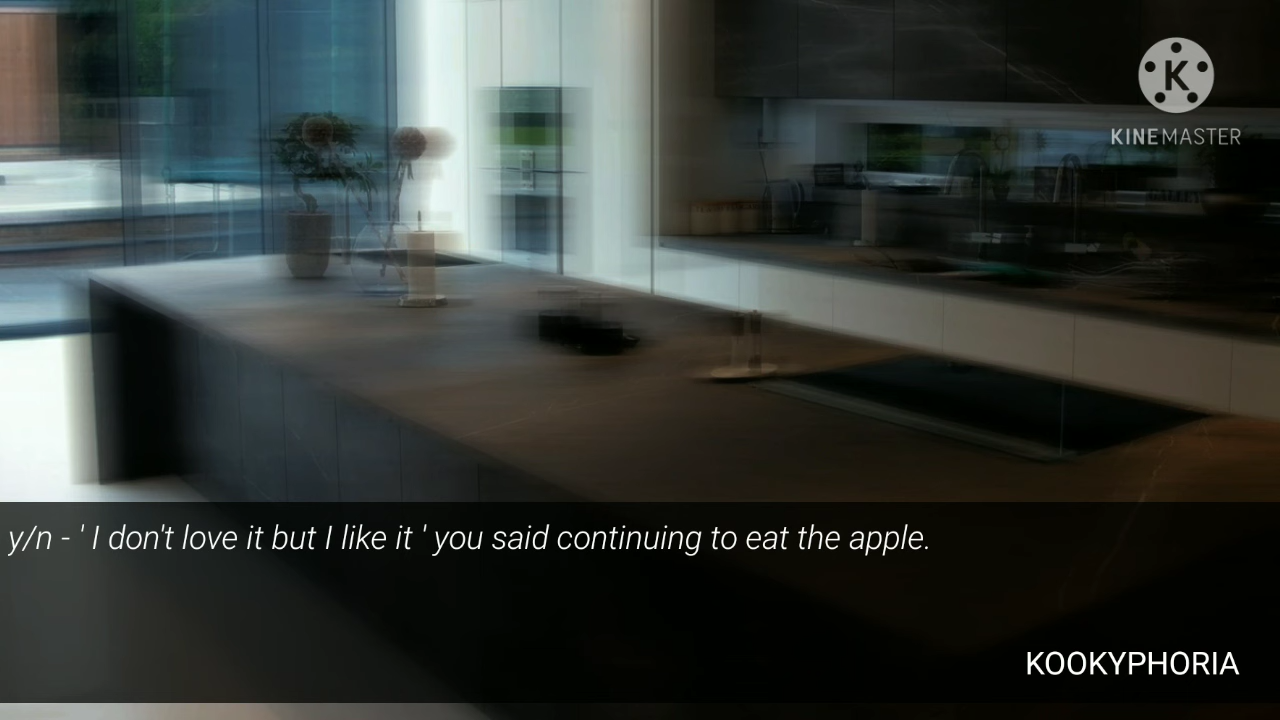 KINEMASTER
y/n - ' I don't love it but I like it ' you said continuing to eat the apple.
KOOKYPHORIA